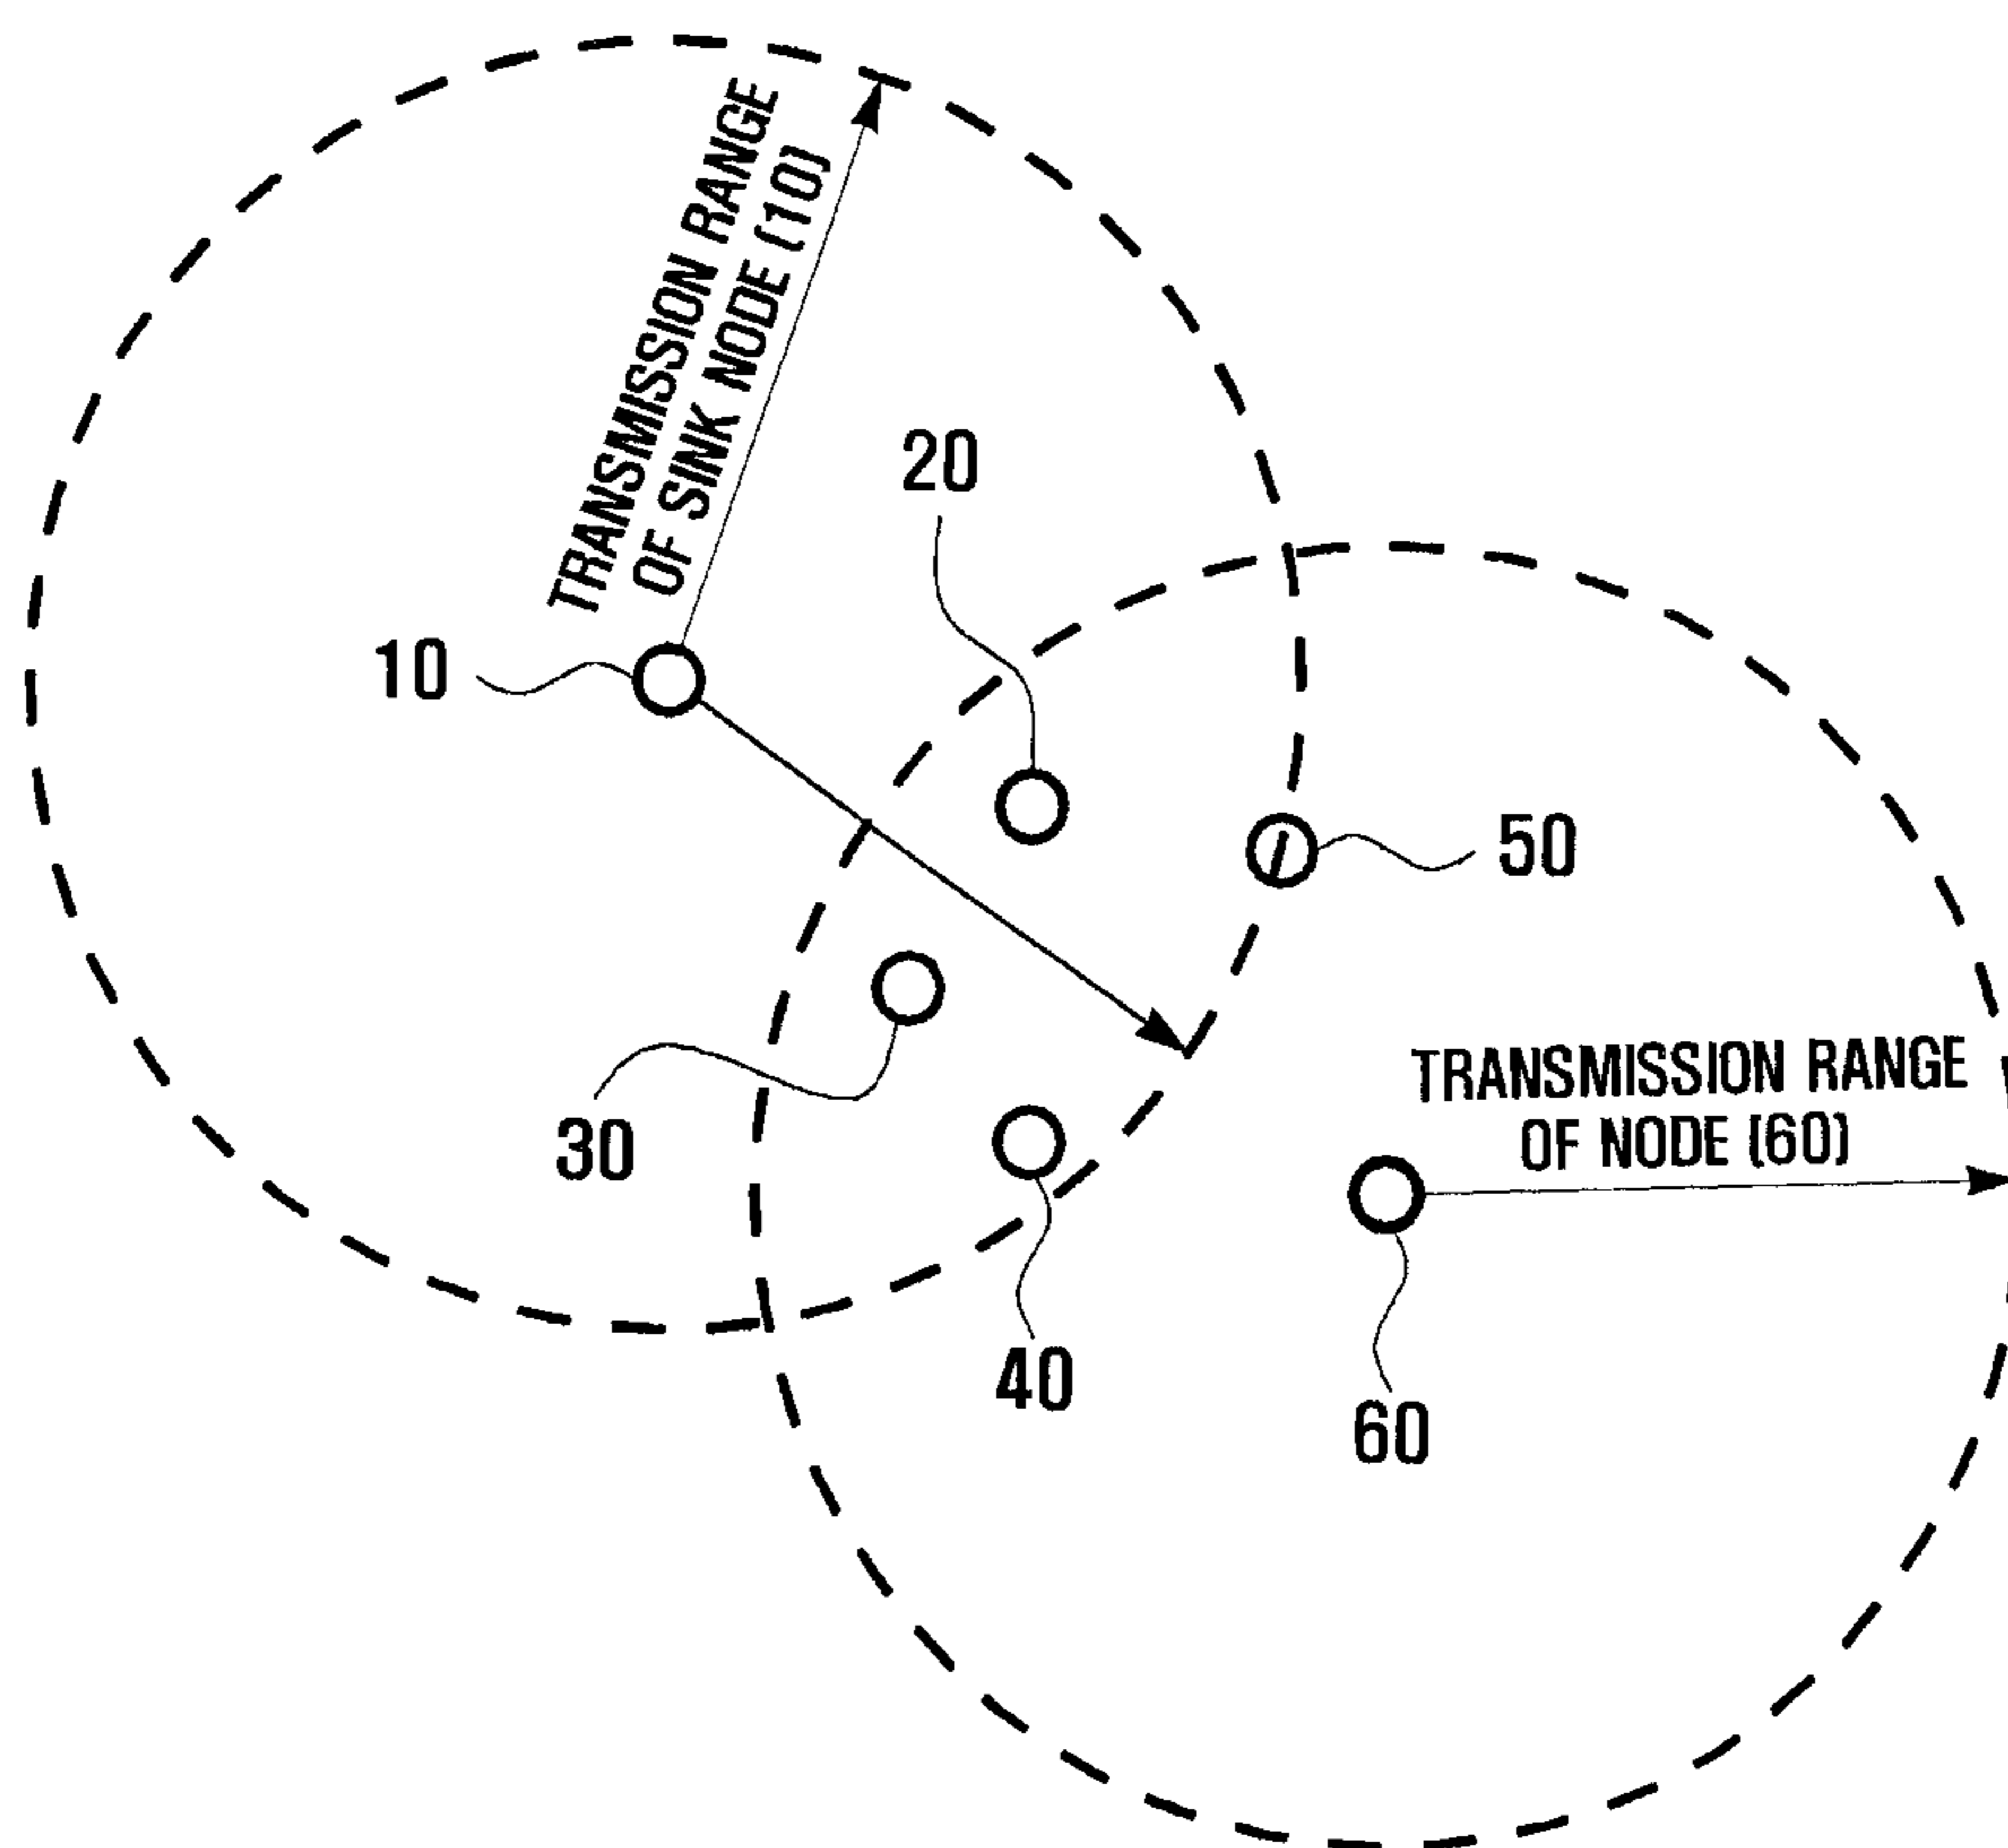 TRANSMISSION RANGE
OF SINK NODE (10)
20
10
50
30
TRANSMISSION RANGE
OF NODE (60)
40
60